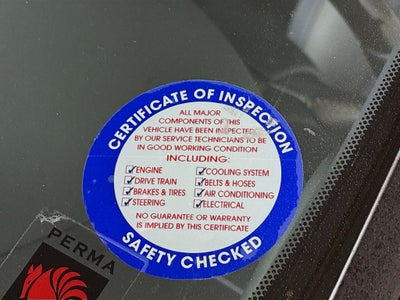 CERTIFICATE OF INSPECTION
ALL MAJOR
COMPONENTS OF THIS
VEHICLE HAVE BEEN INSPECTED
BY OUR SERVICE TECHNICIANS TO BE
IN GOOD WORKING CONDITION
INCLUDING:
ENGINE COOLING SYSTEM
DRIVE TRAIN BELTS & HOSES
BRAKES & TIRES AIR CONDITIONING
STEERING ELECTRICAL
NO GUARANTEE OR WARRANTY
IS IMPLIED BY THIS CERTIFICATE
SAFETY CHECKED
PERMA